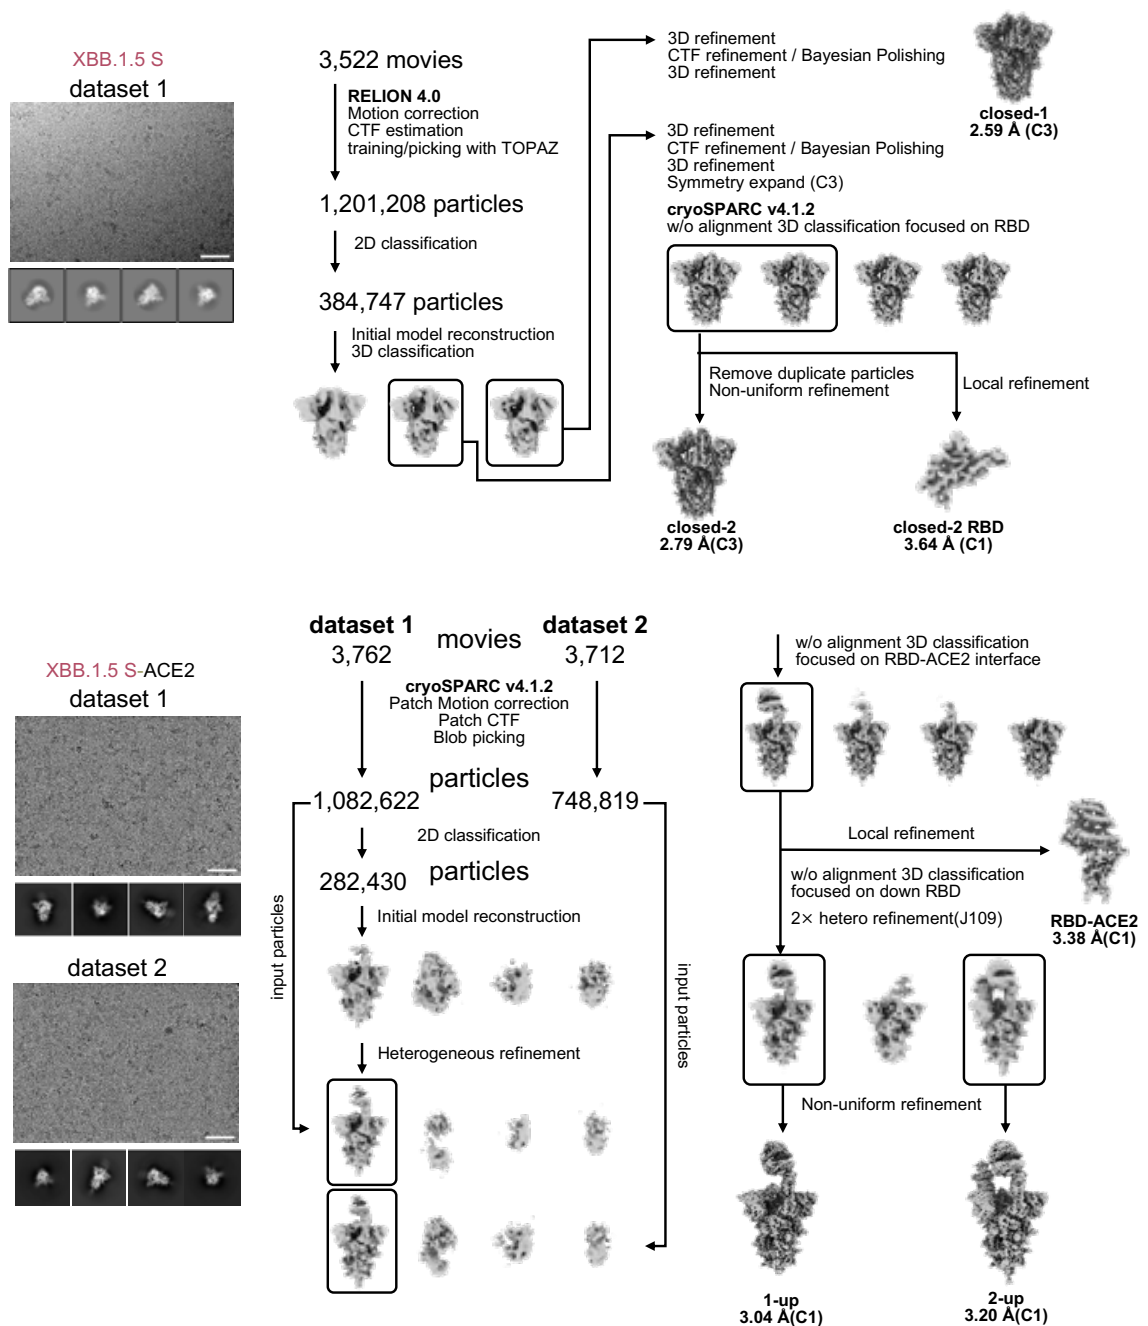 XBB.1.5 S
dataset 1
3,522 movies
RELION 4.0
Motion correction
CTF estimation
training/picking with TOPAZ
1,201,208 particles
2D classification
384,747 particles
Initial model reconstruction
3D classification
3D refinement
CTF refinement / Bayesian Polishing
3D refinement
closed-1
2.59 Å (C3)
3D refinement
CTF refinement / Bayesian Polishing
3D refinement
Symmetry expand (C3)
cryoSPARC v4.1.2
w/o alignment 3D classification focused on RBD
Remove duplicate particles
Non-uniform refinement
Local refinement
closed-2
2.79 Å(C3)
closed-2 RBD
3.64 Å (C1)
XBB.1.5 S-ACE2
dataset 1
dataset 2
dataset 1
movies
dataset 2
3,762
3,712
cryoSPARC v4.1.2
Patch Motion correction
Patch CTF
Blob picking
particles
1,082,622
748,819
2D classification
particles
282,430
Initial model reconstruction
input particles
input particles
Heterogeneous refinement
w/o alignment 3D classification
focused on RBD-ACE2 interface
Local refinement
w/o alignment 3D classification
focused on down RBD
2× hetero refinement(J109)
RBD-ACE2
3.38 Å(C1)
Non-uniform refinement
1-up
3.04 Å(C1)
2-up
3.20 Å(C1)